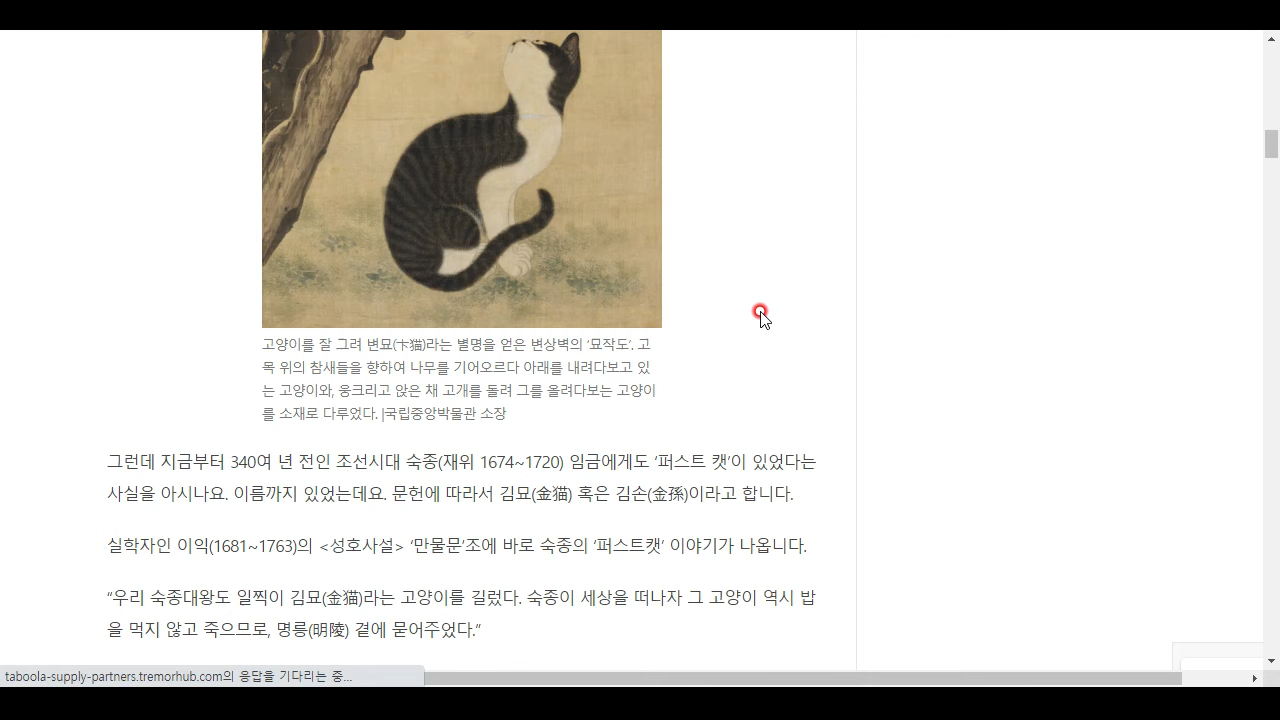 고양이를 잘 그려 변묘(卞猫)라는 별명을 얻은 변상벽의 ‘묘작도’. 고
목 위의 참새들을 향하여 나무를 기어오르다 아래를 내려다보고 있
는 고양이와, 웅크리고 앉은 채 고개를 돌려 그를 올려다보는 고양이
를 소재로 다루었다. |국립중앙박물관 소장
그런데 지금부터 340여 년 전인 조선시대 숙종(재위 1674~1720) 임금에게도 ‘퍼스트 캣’이 있었다는
사실을 아시나요. 이름까지 있었는데요. 문헌에 따라서 김묘(金猫) 혹은 김손(金孫)이라고 합니다.
실학자인 이익(1681~1763)의 <성호사설> ‘만물문’조에 바로 숙종의 ‘퍼스트캣’ 이야기가 나옵니다.
“우리 숙종대왕도 일찍이 김묘(金猫)라는 고양이를 길렀다. 숙종이 세상을 떠나자 그 고양이 역시 밥
을 먹지 않고 죽으므로, 명릉(明陵) 곁에 묻어주었다.”
taboola-supply-partners.tremorhub.com의 응답을 기다리는 중...